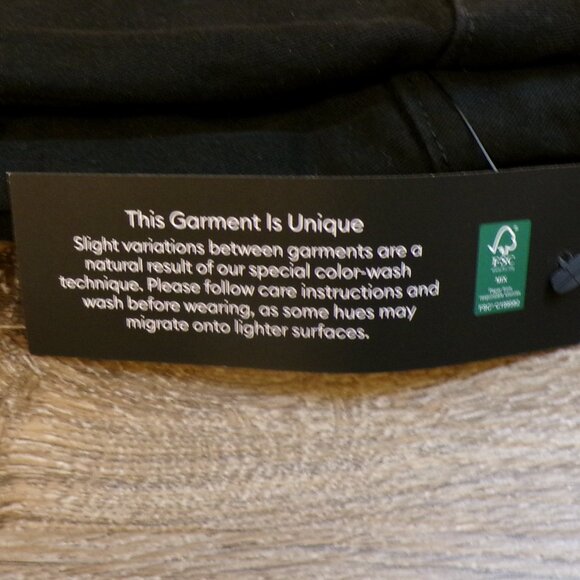 This Garment Is Unique
Slight variations between garments are a
natural result of our special color-wash
technique. Please follow care instructions and
wash before wearing, as some hues may
migrate onto lighter surfaces.
FSC
MIX